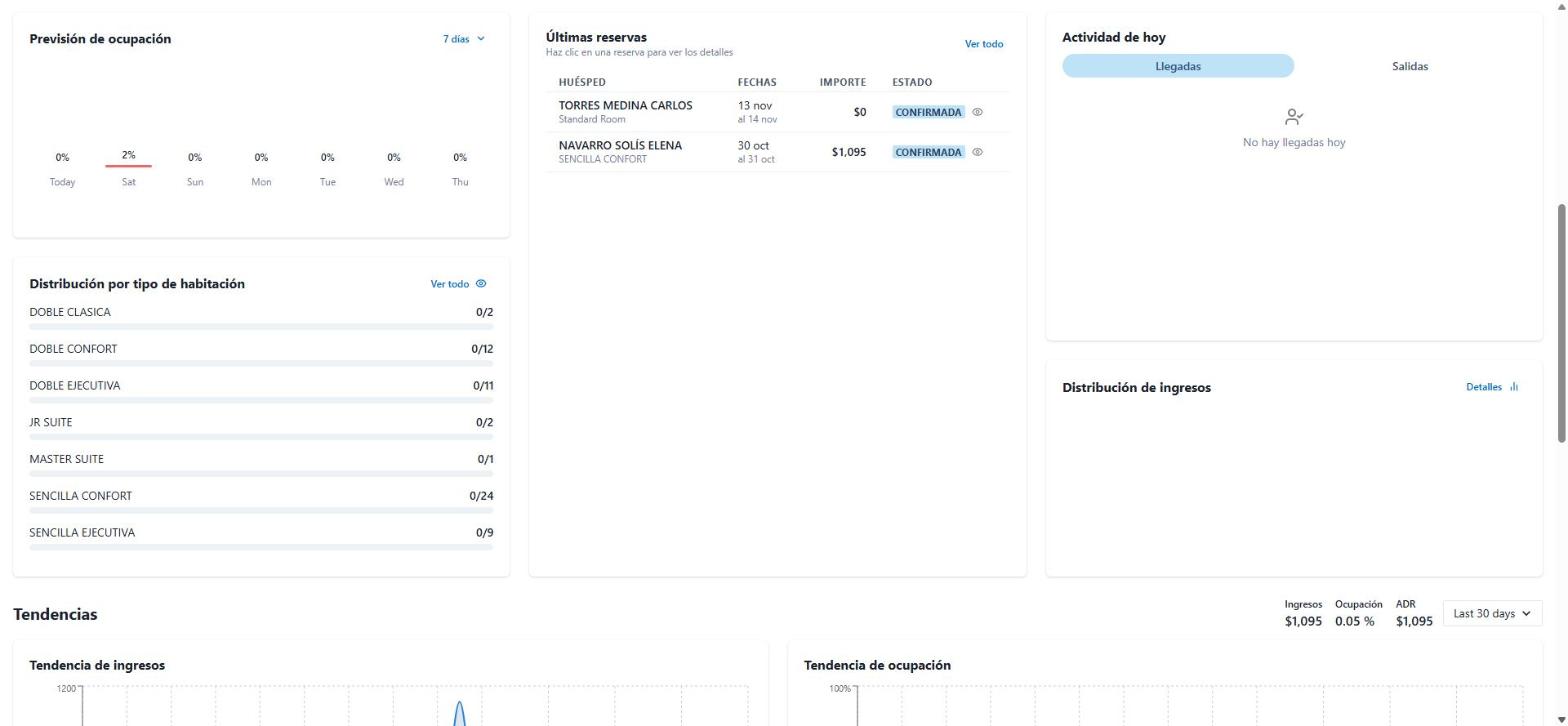 Previsión de ocupación
7 días
0%
2%
0%
0%
0%
0%
0%
Today
Sat
Sun
Mon
Tue
Wed
Thu
Distribución por tipo de habitación
Ver todo
DOBLE CLASICA 0/2
DOBLE CONFORT 0/12
DOBLE EJECUTIVA 0/11
JR SUITE 0/2
MASTER SUITE 0/1
SENCILLA CONFORT 0/24
SENCILLA EJECUTIVA 0/9
Últimas reservas
Haz clic en una reserva para ver los detalles
Ver todo
HUÉSPED FECHAS IMPORTE ESTADO
TORRES MEDINA CARLOS 13 nov $0 CONFIRMADA
Standard Room al 14 nov
NAVARRO SOLÍS ELENA 30 oct $1,095 CONFIRMADA
SENCILLA CONFORT al 31 oct
Actividad de hoy
Llegadas Salidas
No hay llegadas hoy
Distribución de ingresos
Detalles
Tendencias
Ingresos Ocupación ADR
$1,095 0.05 % $1,095
Last 30 days
Tendencia de ingresos
1200
Tendencia de ocupación
100%